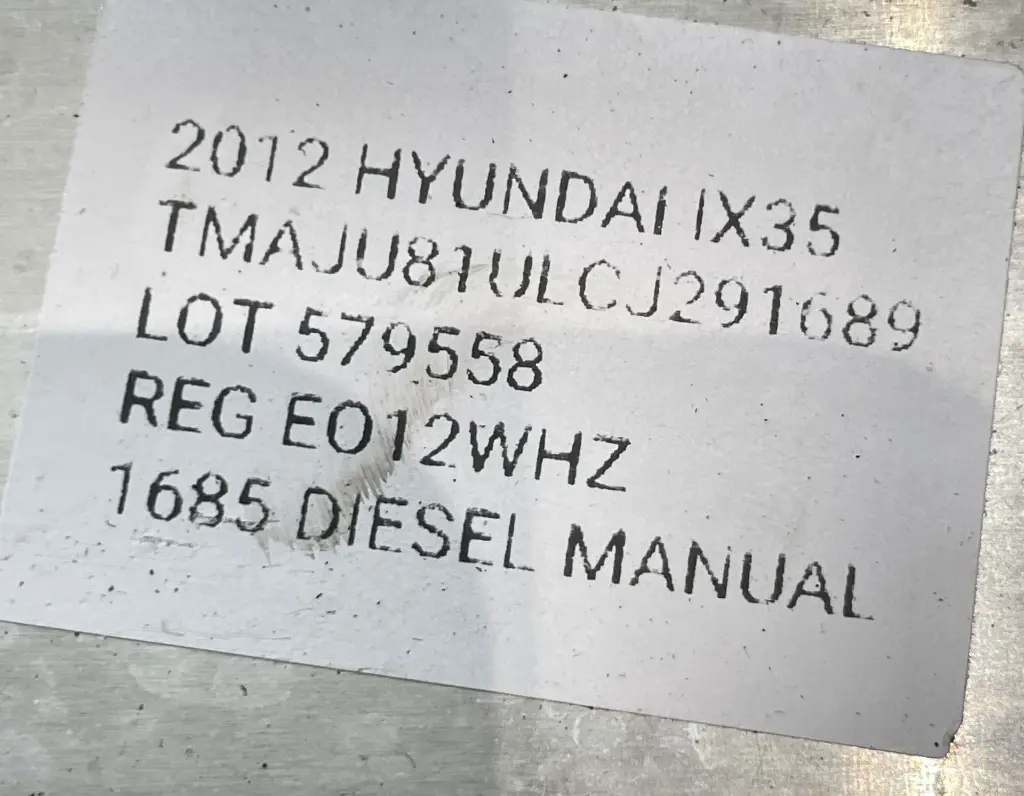 2012 HYUNDAI IX35
TMAJU81ULCJ291689
LOT 579558
REG EO12WHZ
1685 DIESEL MANUAL